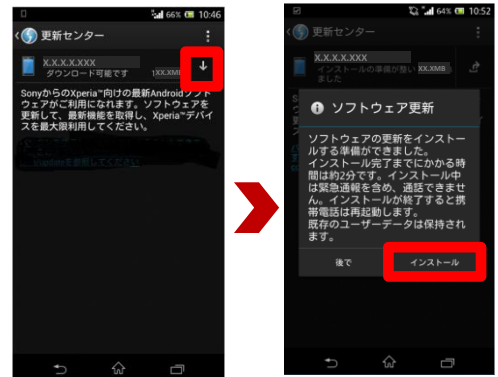 66% 10:46
更新センター
X.X.X.X.XXX
ダウンロード可能です 1XX.XMB
SonyからのXperia™向けの最新Androidソフト
ウェアがご利用になれます。ソフトウェアを
更新して、最新機能を取得し、Xperia™デバイ
スを最大限利用してください。
を参照してください
64% 10:52
更新センター
X.X.X.X.XXX
インストールの準備が整い XX.XMB
ました
ソフトウェア更新
ソフトウェアの更新をインストー
ルする準備ができました。
インストール完了までにかかる時
間は約2分です。インストール中
は緊急通報を含め、通話できませ
ん。インストールが終了すると携
帯電話は再起動します。
既存のユーザーデータは保持され
ます。
後で インストール